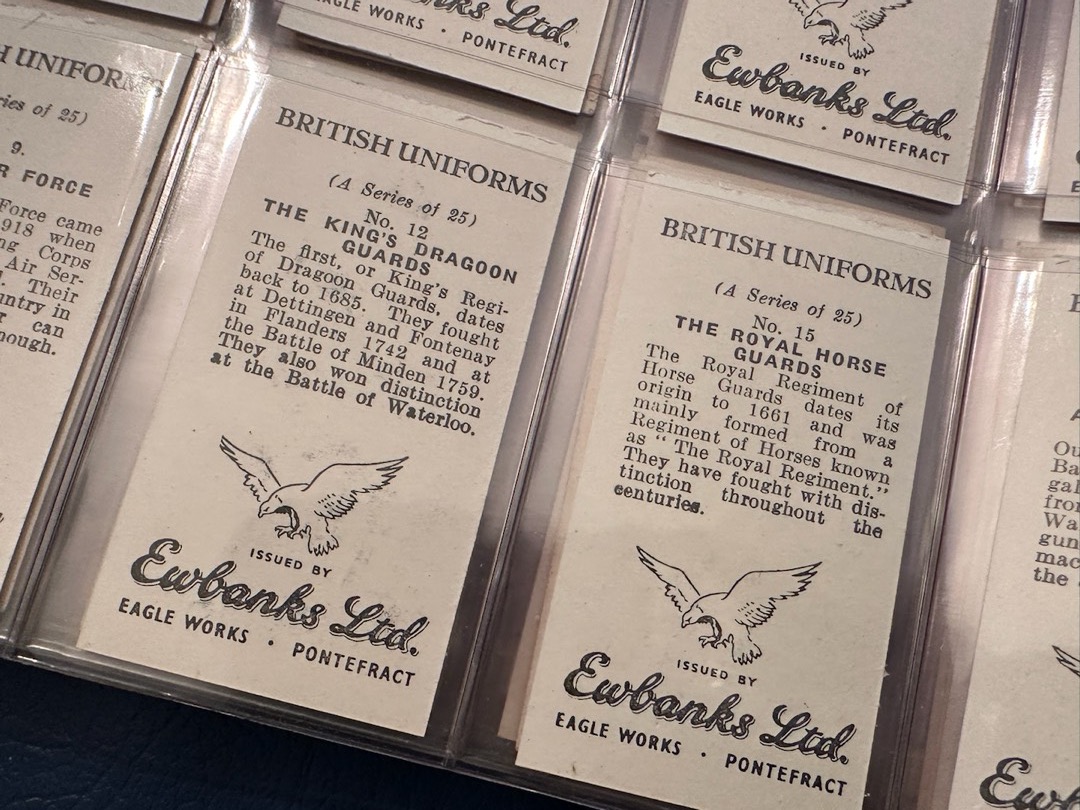 Ltd.
EAGLE WORKS · PONTEFRACT
ISSUED BY
Ewbanks Ltd.
EAGLE WORKS · PONTEFRACT
UNIFORMS
of 25)
9.
FORCE
Force came
1918 when
Corps
Air Ser-
Their
in
can
BRITISH UNIFORMS
(A Series of 25)
No. 12
THE KING'S DRAGOON
GUARDS
The first, or King's Regi-
of Dragoon Guards, dates
back to 1685. They fought
at Dettingen and Fontenay
in Flanders 1742 and at
the Battle of Minden 1759.
They also won distinction
at the Battle of Waterloo.
ISSUED BY
Ewbanks Ltd.
EAGLE WORKS · PONTEFRACT
BRITISH UNIFORMS
(A Series of 25)
No. 15
THE ROYAL HORSE
GUARDS
The Royal Regiment of
Horse Guards dates its
origin to 1661 and was
mainly formed from a
Regiment of Horses known
as "The Royal Regiment."
They have fought with dis-
tinction throughout the
centuries.
ISSUED BY
Ewbanks Ltd.
EAGLE WORKS · PONTEFRACT
the